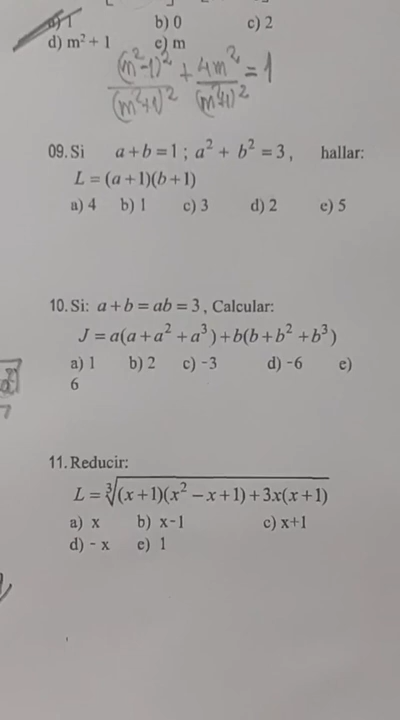 a) 1 b) 0 c) 2
d) m² + 1 e) m
(m²-1)²/(m²+1)² + 4m²/(m²+1)² = 1
09. Si a + b = 1 ; a² + b² = 3 , hallar:
L = (a+1)(b+1)
a) 4 b) 1 c) 3 d) 2 e) 5
10. Si: a + b = ab = 3 , Calcular:
J = a(a + a² + a³) + b(b + b² + b³)
a) 1 b) 2 c) -3 d) -6 e)
6
11. Reducir:
L = ∛((x+1)(x² - x + 1) + 3x(x+1))
a) x b) x-1 c) x+1
d) - x e) 1